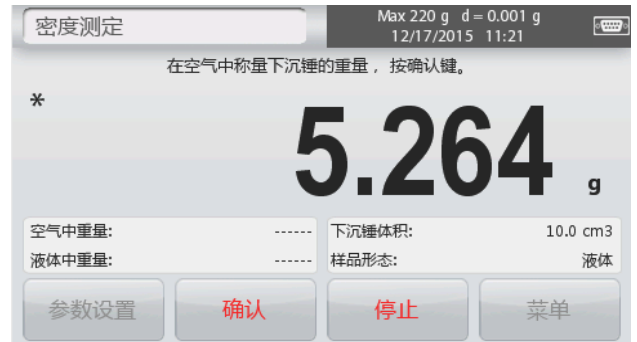 密度测定
Max 220 g d = 0.001 g
12/17/2015 11:21
在空气中称量下沉锤的重量，按确认键。
*
5.264 g
空气中重量: ------
下沉锤体积: 10.0 cm3
液体中重量: ------
样品形态: 液体
参数设置 确认 停止 菜单